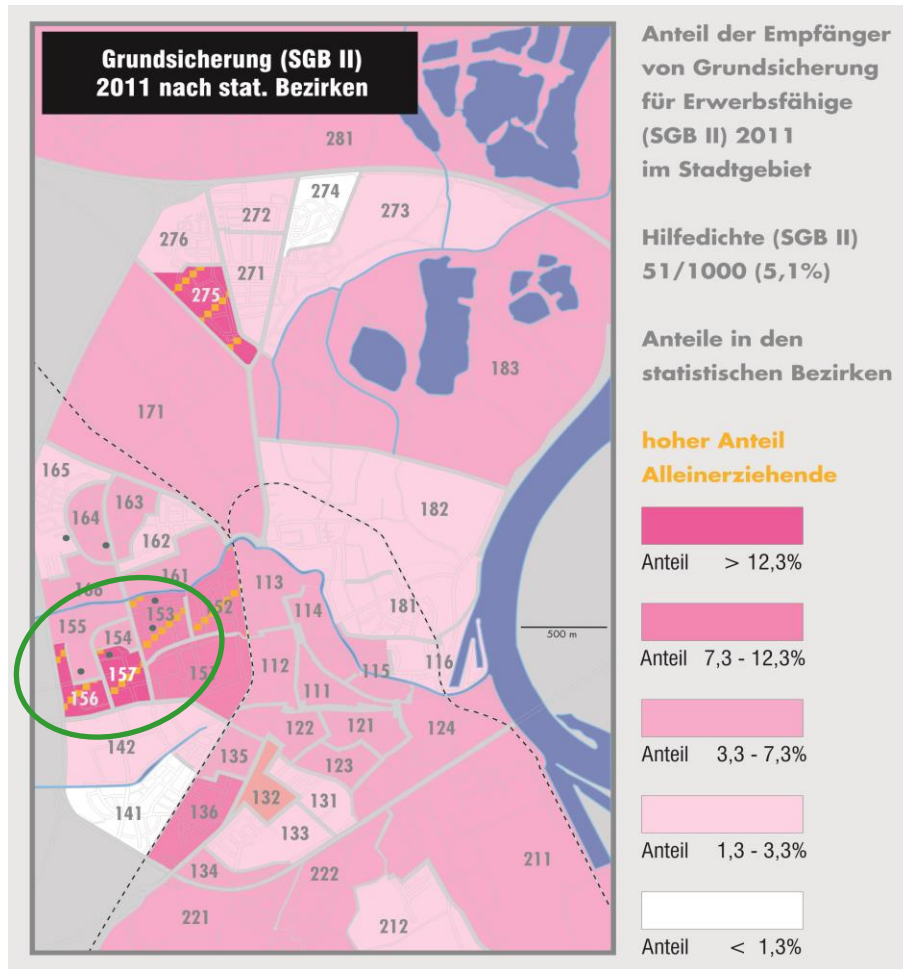 Grundsicherung (SGB II)
2011 nach stat. Bezirken
Anteil der Empfänger
von Grundsicherung
für Erwerbsfähige
(SGB II) 2011
im Stadtgebiet
Hilfedichte (SGB II)
51/1000 (5,1%)
Anteile in den
statistischen Bezirken
hoher Anteil
Alleinerziehende
Anteil > 12,3%
Anteil 7,3 - 12,3%
Anteil 3,3 - 7,3%
Anteil 1,3 - 3,3%
Anteil < 1,3%
281
274
272
273
276
271
275
183
171
165
164
163
162
182
161
113
153
114
181
155
154
112
115
116
500 m
157
156
111
122
121
124
142
135
123
132
131
141
136
133
134
222
211
221
212